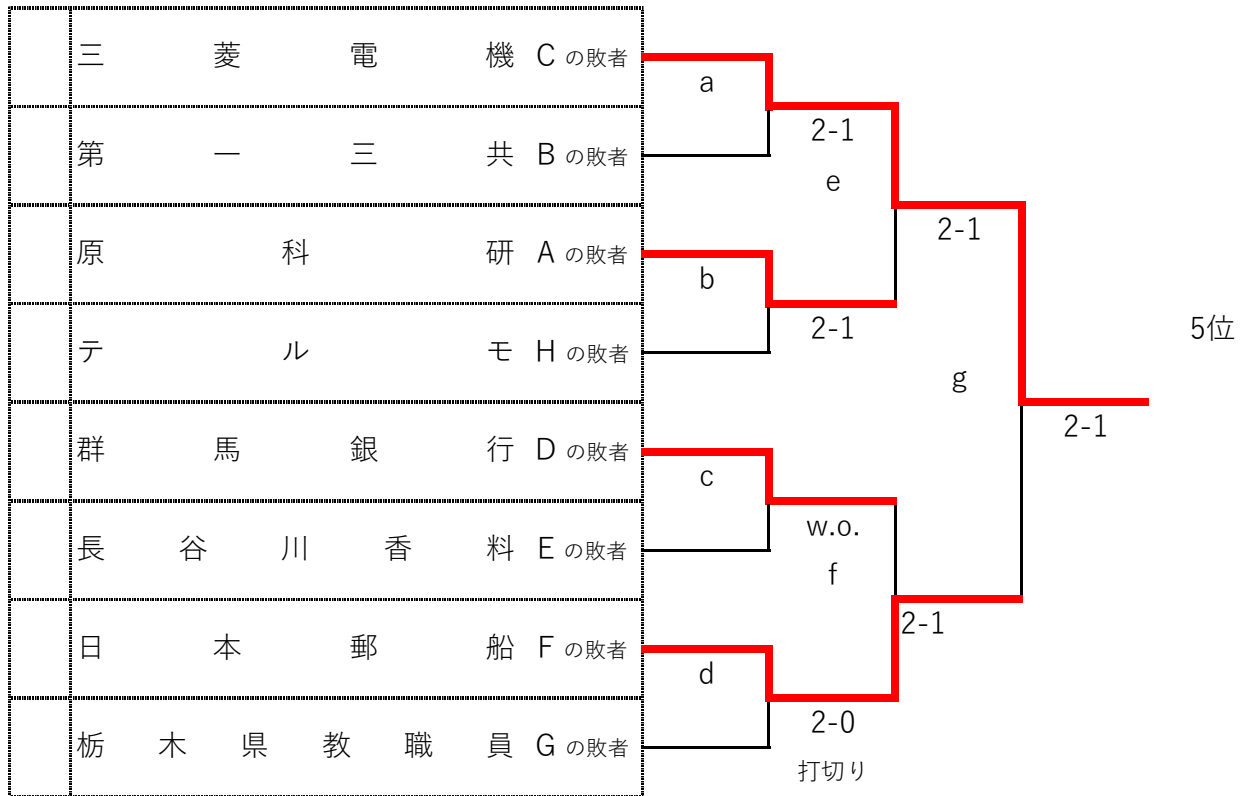 三菱電機 C の敗者
a
2-1
第一三共 B の敗者
e
2-1
原科研 A の敗者
b
2-1
5位
テルモ H の敗者
g
2-1
群馬銀行 D の敗者
c
w.o.
長谷川香料 E の敗者
f
2-1
日本郵船 F の敗者
d
2-0
栃木県教職員 G の敗者
打切り